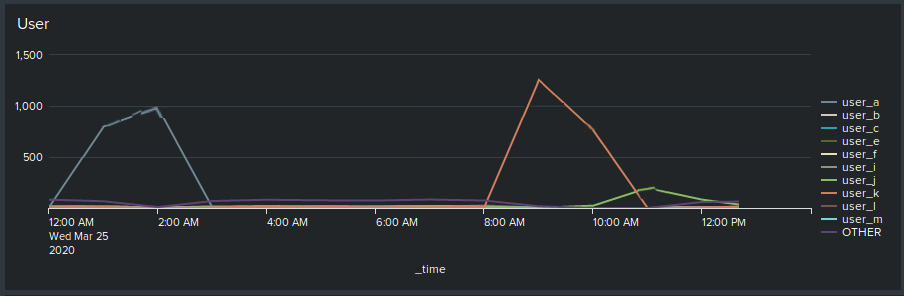 User
1,500
1,000
500
12:00 AM
Wed Mar 25
2020
2:00 AM
4:00 AM
6:00 AM
8:00 AM
10:00 AM
12:00 PM
_time
user_a
user_b
user_c
user_e
user_f
user_i
user_j
user_k
user_l
user_m
OTHER